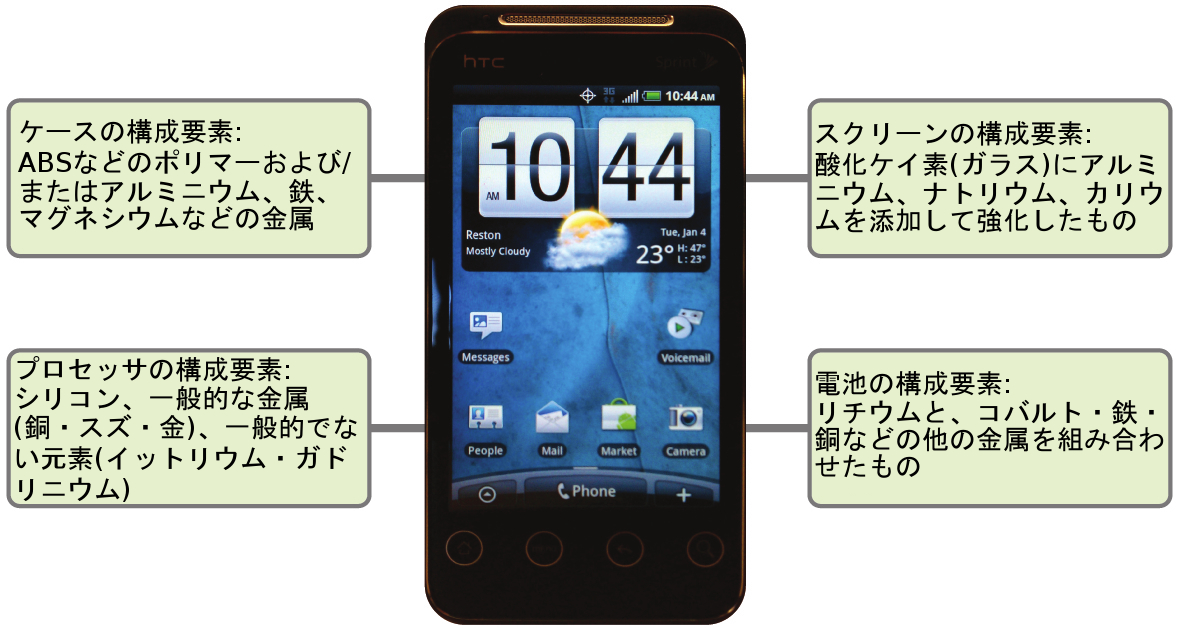 ケースの構成要素:
ABSなどのポリマーおよび/
またはアルミニウム、鉄、
マグネシウムなどの金属
プロセッサの構成要素:
シリコン、一般的な金属
(銅・スズ・金)、一般的でな
い元素(イットリウム・ガド
リニウム)
hTC
Sprint
3G
10:44 AM
10 44
AM
Reston
Mostly Cloudy
Tue, Jan 4
23° H: 47°
L: 23°
Messages
Voicemail
People Mail Market Camera
Phone
スクリーンの構成要素:
酸化ケイ素(ガラス)にアルミ
ニウム、ナトリウム、カリウ
ムを添加して強化したもの
電池の構成要素:
リチウムと、コバルト・鉄・
銅などの他の金属を組み合わ
せたもの